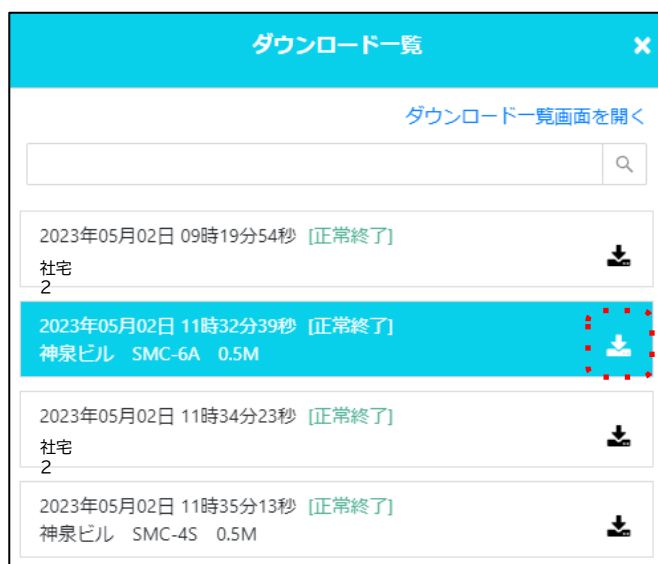 ダウンロード一覧
ダウンロード一覧画面を開く
2023年05月02日 09時19分54秒 [正常終了]
社宅
2
2023年05月02日 11時32分39秒 [正常終了]
神泉ビル　SMC-6A　0.5M
2023年05月02日 11時34分23秒 [正常終了]
社宅
2
2023年05月02日 11時35分13秒 [正常終了]
神泉ビル　SMC-4S　0.5M